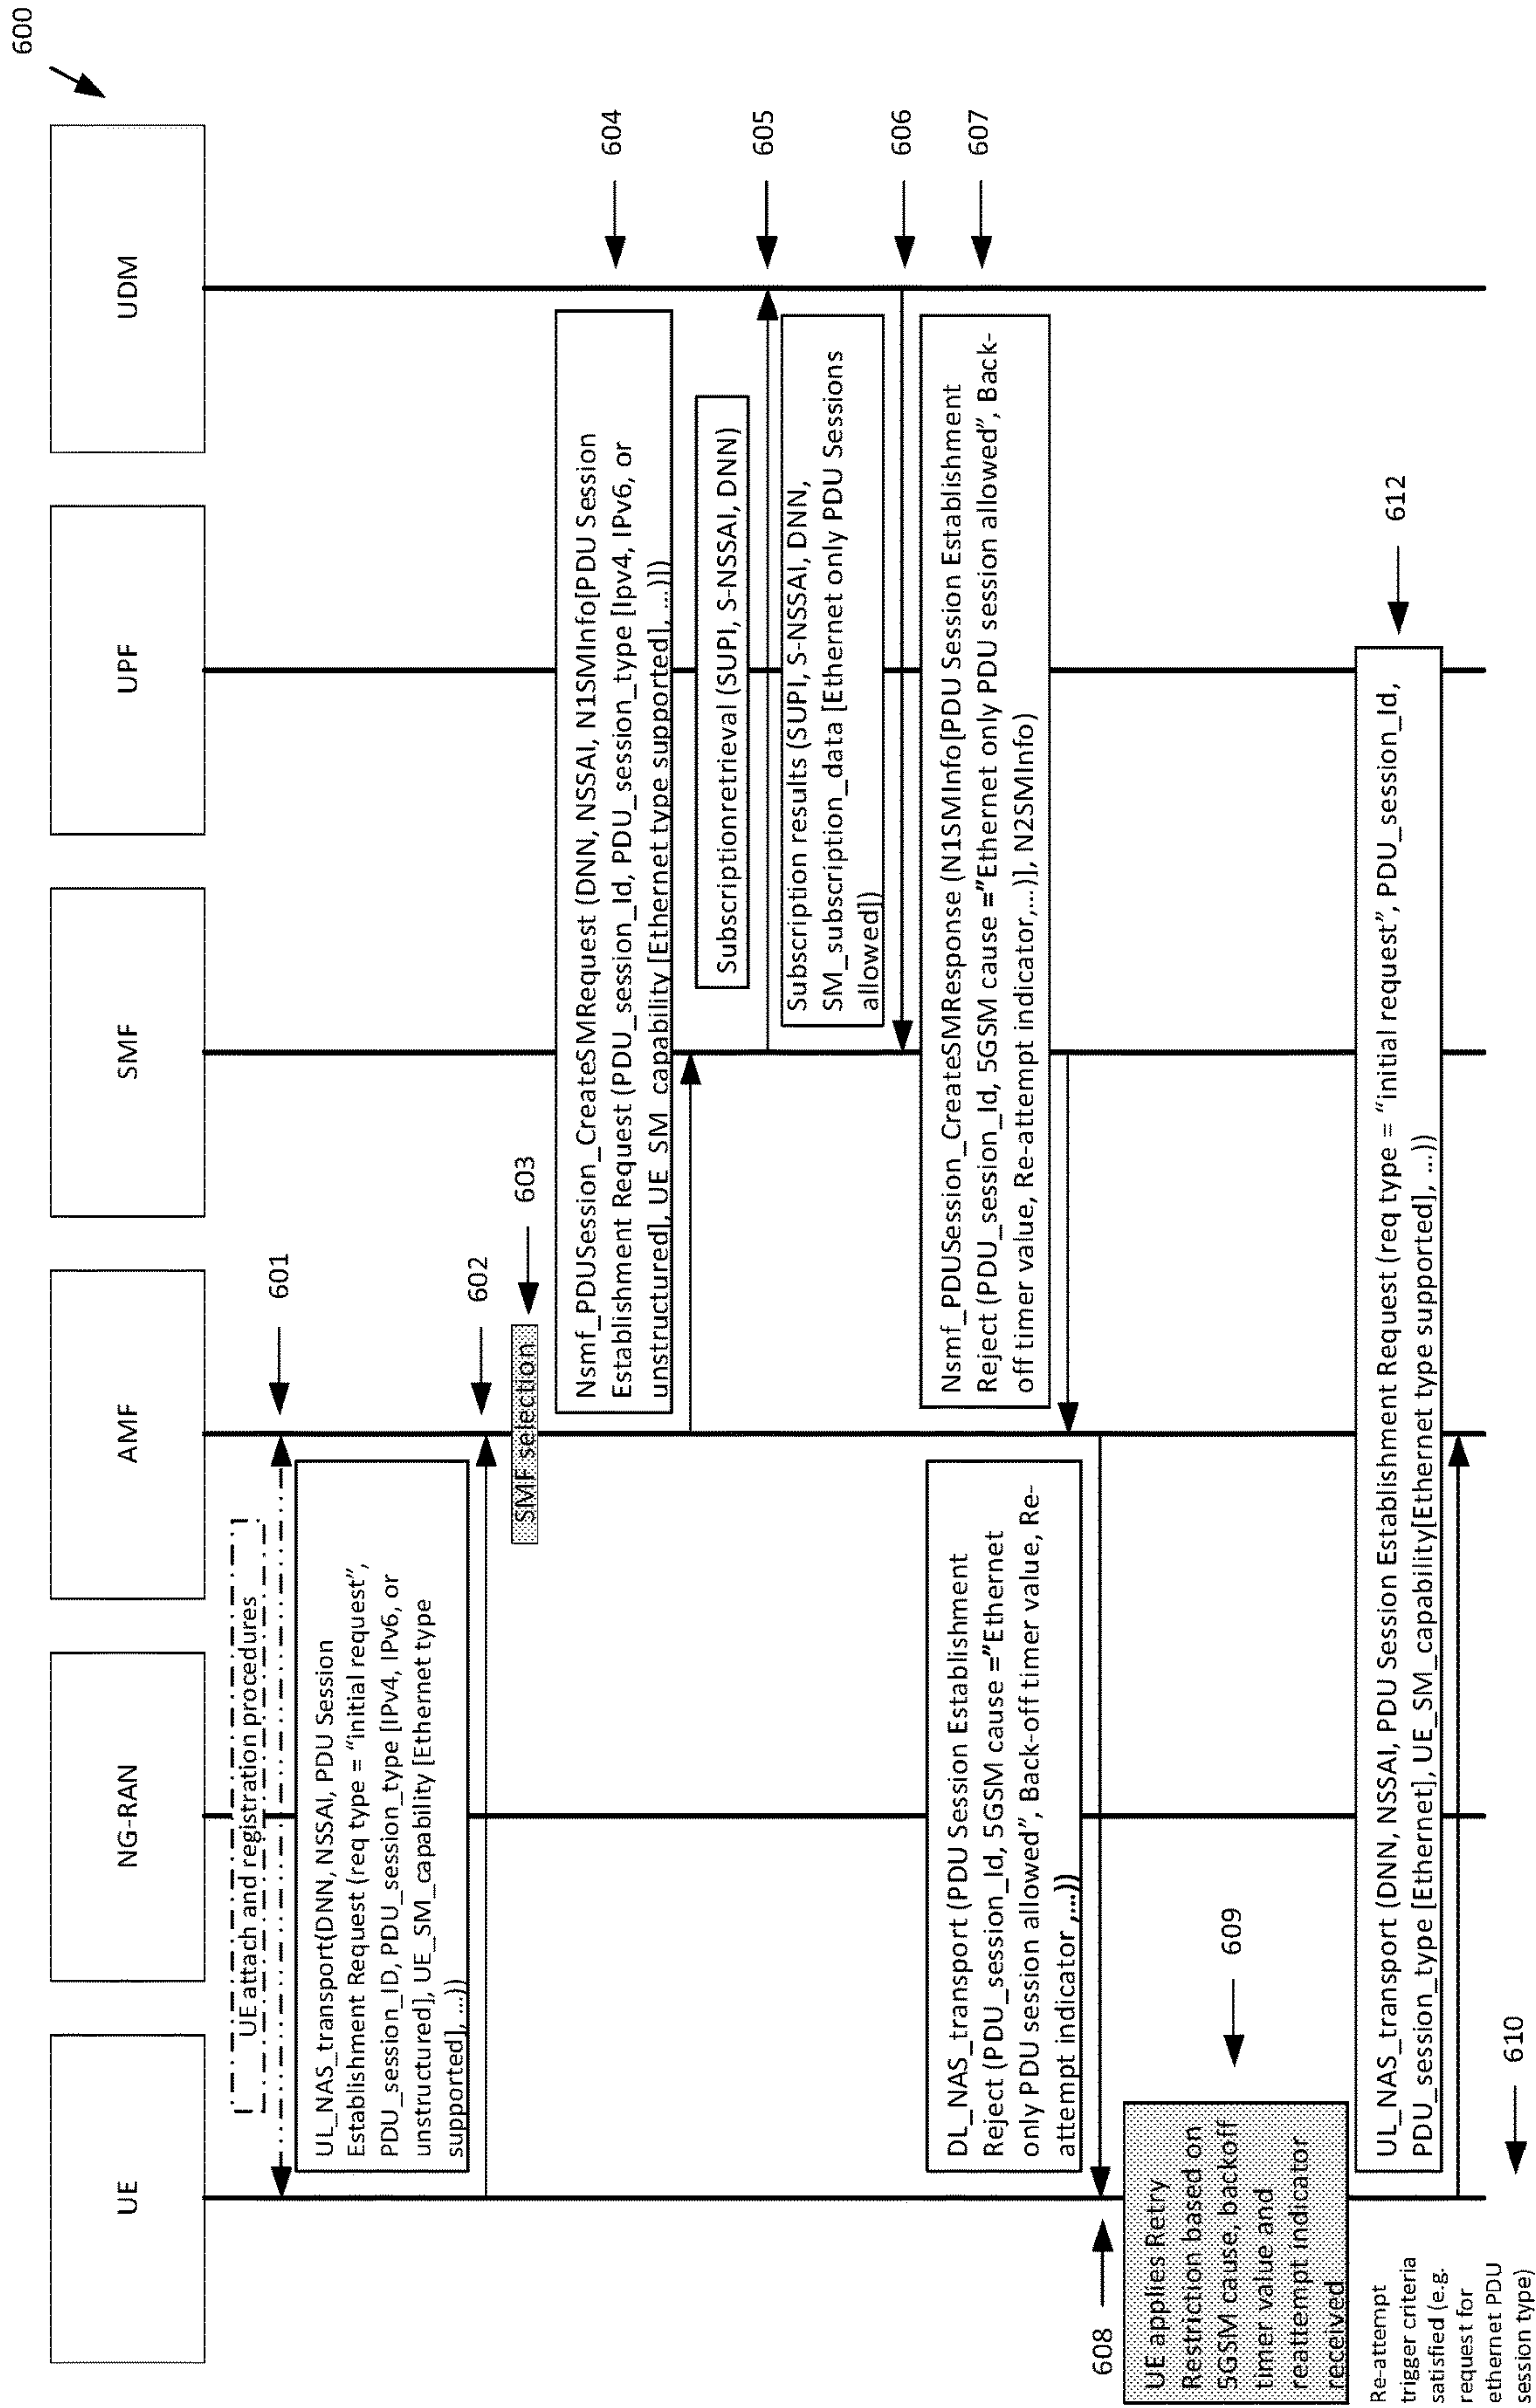 600
UE
NG-RAN
AMF
SMF
UPF
UDM
UE attach and registration procedures
601
UL_NAS_transport(DNN, NSSAI, PDU Session
Establishment Request (req type = “initial request”,
PDU_session_ID, PDU_session_type [IPv4, IPv6, or
unstructured], UE_SM_capability [Ethernet type
supported], ...))
602
SMF selection
603
Nsmf_PDUSession_CreateSMRequest (DNN, NSSAI, N1SMInfo[PDU Session
Establishment Request (PDU_session_Id, PDU_session_type [Ipv4, IPv6, or
unstructured], UE_SM_capability [Ethernet type supported], ...)])
604
Subscriptionretrieval (SUPI, S-NSSAI, DNN)
605
Subscription results (SUPI, S-NSSAI, DNN,
SM_subscription_data [Ethernet only PDU Sessions
allowed])
606
Nsmf_PDUSession_CreateSMResponse (N1SMInfo[PDU Session Establishment
Reject (PDU_session_Id, 5GSM cause =”Ethernet only PDU session allowed”, Back-
off timer value, Re-attempt indicator,...)], N2SMInfo)
607
DL_NAS_transport (PDU Session Establishment
Reject (PDU_session_Id, 5GSM cause =”Ethernet
only PDU session allowed”, Back-off timer value, Re-
attempt indicator ,...))
608
UE applies Retry
Restriction based on
5GSM cause, backoff
timer value and
reattempt indicator
received
609
UL_NAS_transport (DNN, NSSAI, PDU Session Establishment Request (req type = “initial request”, PDU_session_Id,
PDU_session_type [Ethernet], UE_SM_capability[Ethernet type supported], ...))
612
Re-attempt
trigger criteria
satisfied (e.g.
request for
ethernet PDU
session type)
610